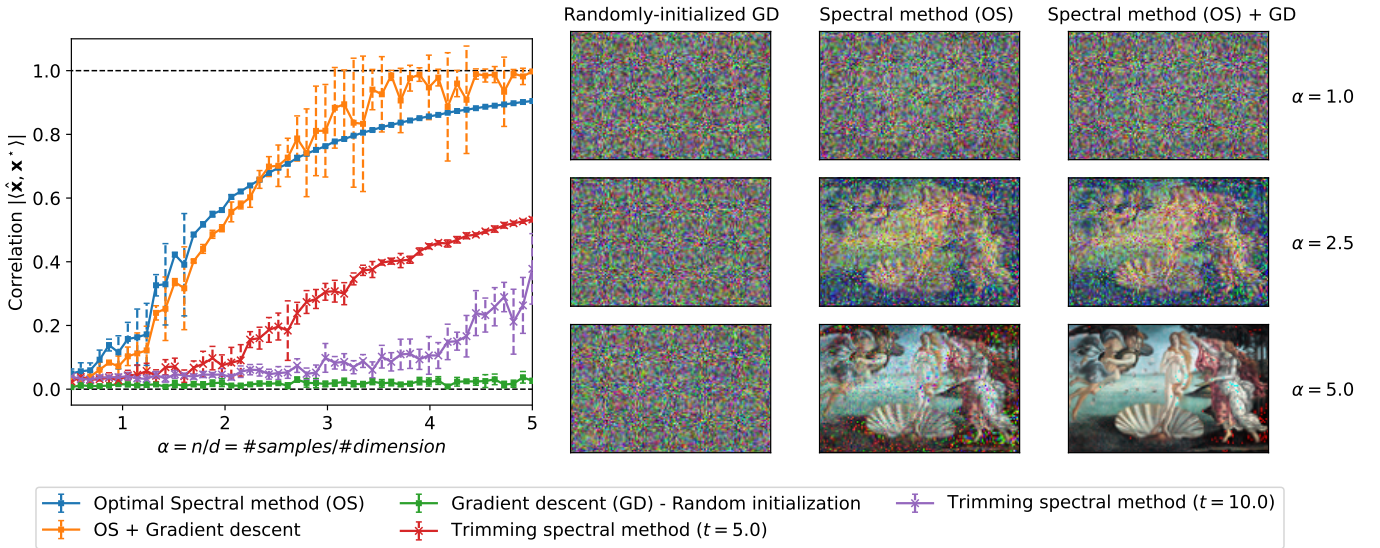 Randomly-initialized GD
Spectral method (OS)
Spectral method (OS) + GD
1.0
0.8
0.6
0.4
0.2
0.0
Correlation |⟨x̂, x⋆⟩|
1
2
3
4
5
α = n/d = #samples/#dimension
α = 1.0
α = 2.5
α = 5.0
Optimal Spectral method (OS)
OS + Gradient descent
Gradient descent (GD) - Random initialization
Trimming spectral method (t = 5.0)
Trimming spectral method (t = 10.0)